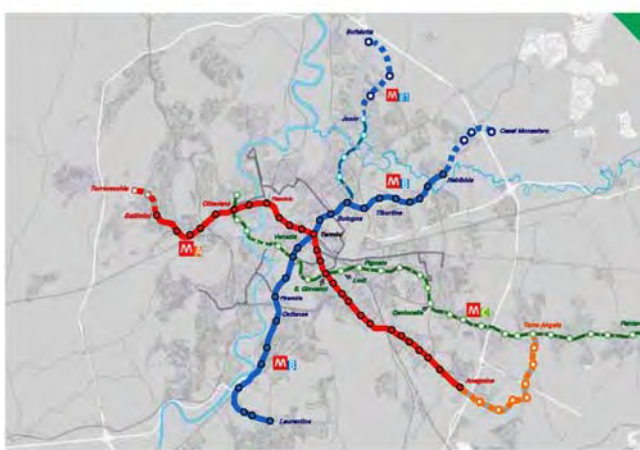 Bufalotta
M B1
Jonio
Casal Monastero
M B
Rebibbia
Torrevecchia
Ottaviano
Flaminio
Battistini
Bologna
Tiburtina
Venezia
Termini
M A
Pigneto
Lodi
S. Giovanni
Piramide
Centocelle
M C
Torre Angela
M B
Anagnina
Laurentina